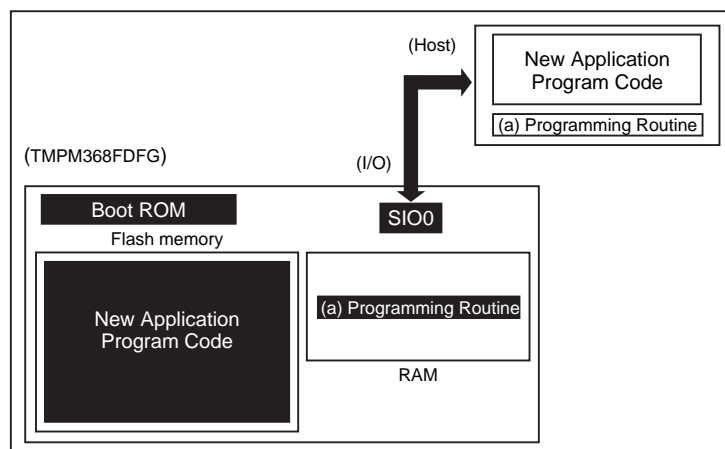 (Host)
New Application
Program Code
(a) Programming Routine
(TMPM368FDFG)
(I/O)
Boot ROM
SIO0
Flash memory
New Application
Program Code
(a) Programming Routine
RAM